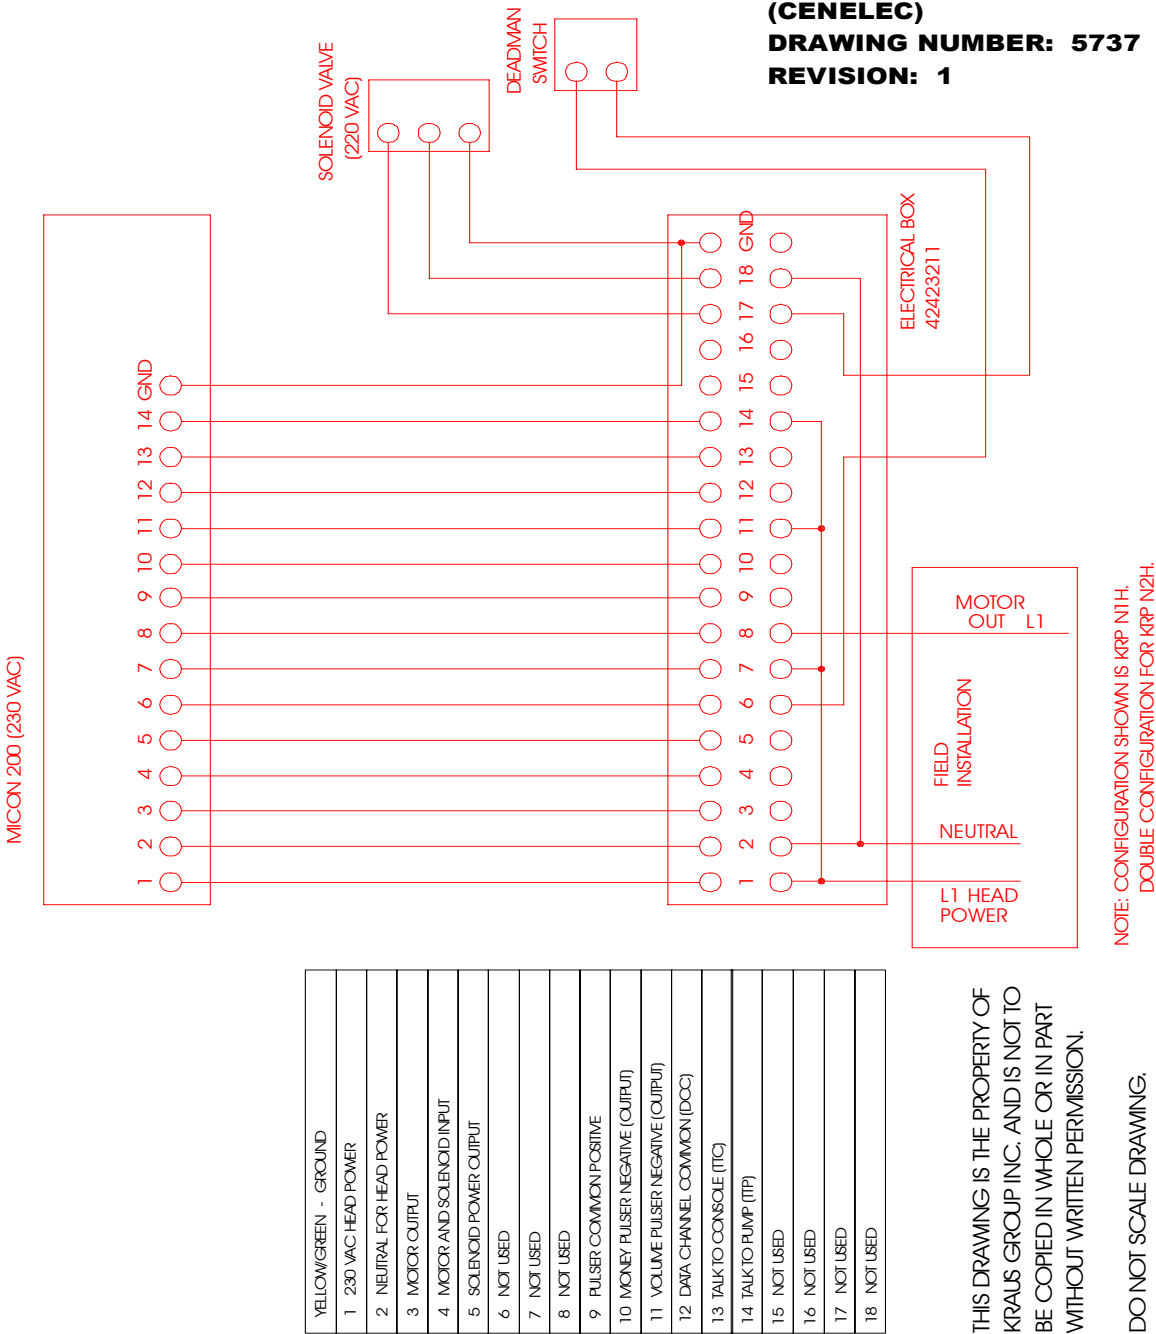 (CENELEC)
DRAWING NUMBER: 5737
REVISION: 1
DEADMAN
SWITCH
SOLENOID VALVE
(220 VAC)
MICON 200 (230 VAC)
1 2 3 4 5 6 7 8 9 10 11 12 13 14 GND
1 2 3 4 5 6 7 8 9 10 11 12 13 14 15 16 17 18 GND
ELECTRICAL BOX
42423211
MOTOR
OUT L1
FIELD
INSTALLATION
NEUTRAL
L1 HEAD
POWER
NOTE: CONFIGURATION SHOWN IS KRP N1H.
DOUBLE CONFIGURATION FOR KRP N2H.
YELLOW/GREEN - GROUND
1 230 VAC HEAD POWER
2 NEUTRAL FOR HEAD POWER
3 MOTOR OUTPUT
4 MOTOR AND SOLENOID INPUT
5 SOLENOID POWER OUTPUT
6 NOT USED
7 NOT USED
8 NOT USED
9 PULSER COMMON POSITIVE
10 MONEY PULSER NEGATIVE (OUTPUT)
11 VOLUME PULSER NEGATIVE (OUTPUT)
12 DATA CHANNEL COMMON (DCC)
13 TALK TO CONSOLE (TTC)
14 TALK TO PUMP (TTP)
15 NOT USED
16 NOT USED
17 NOT USED
18 NOT USED
THIS DRAWING IS THE PROPERTY OF
KRAUS GROUP INC. AND IS NOT TO
BE COPIED IN WHOLE OR IN PART
WITHOUT WRITTEN PERMISSION.
DO NOT SCALE DRAWING.